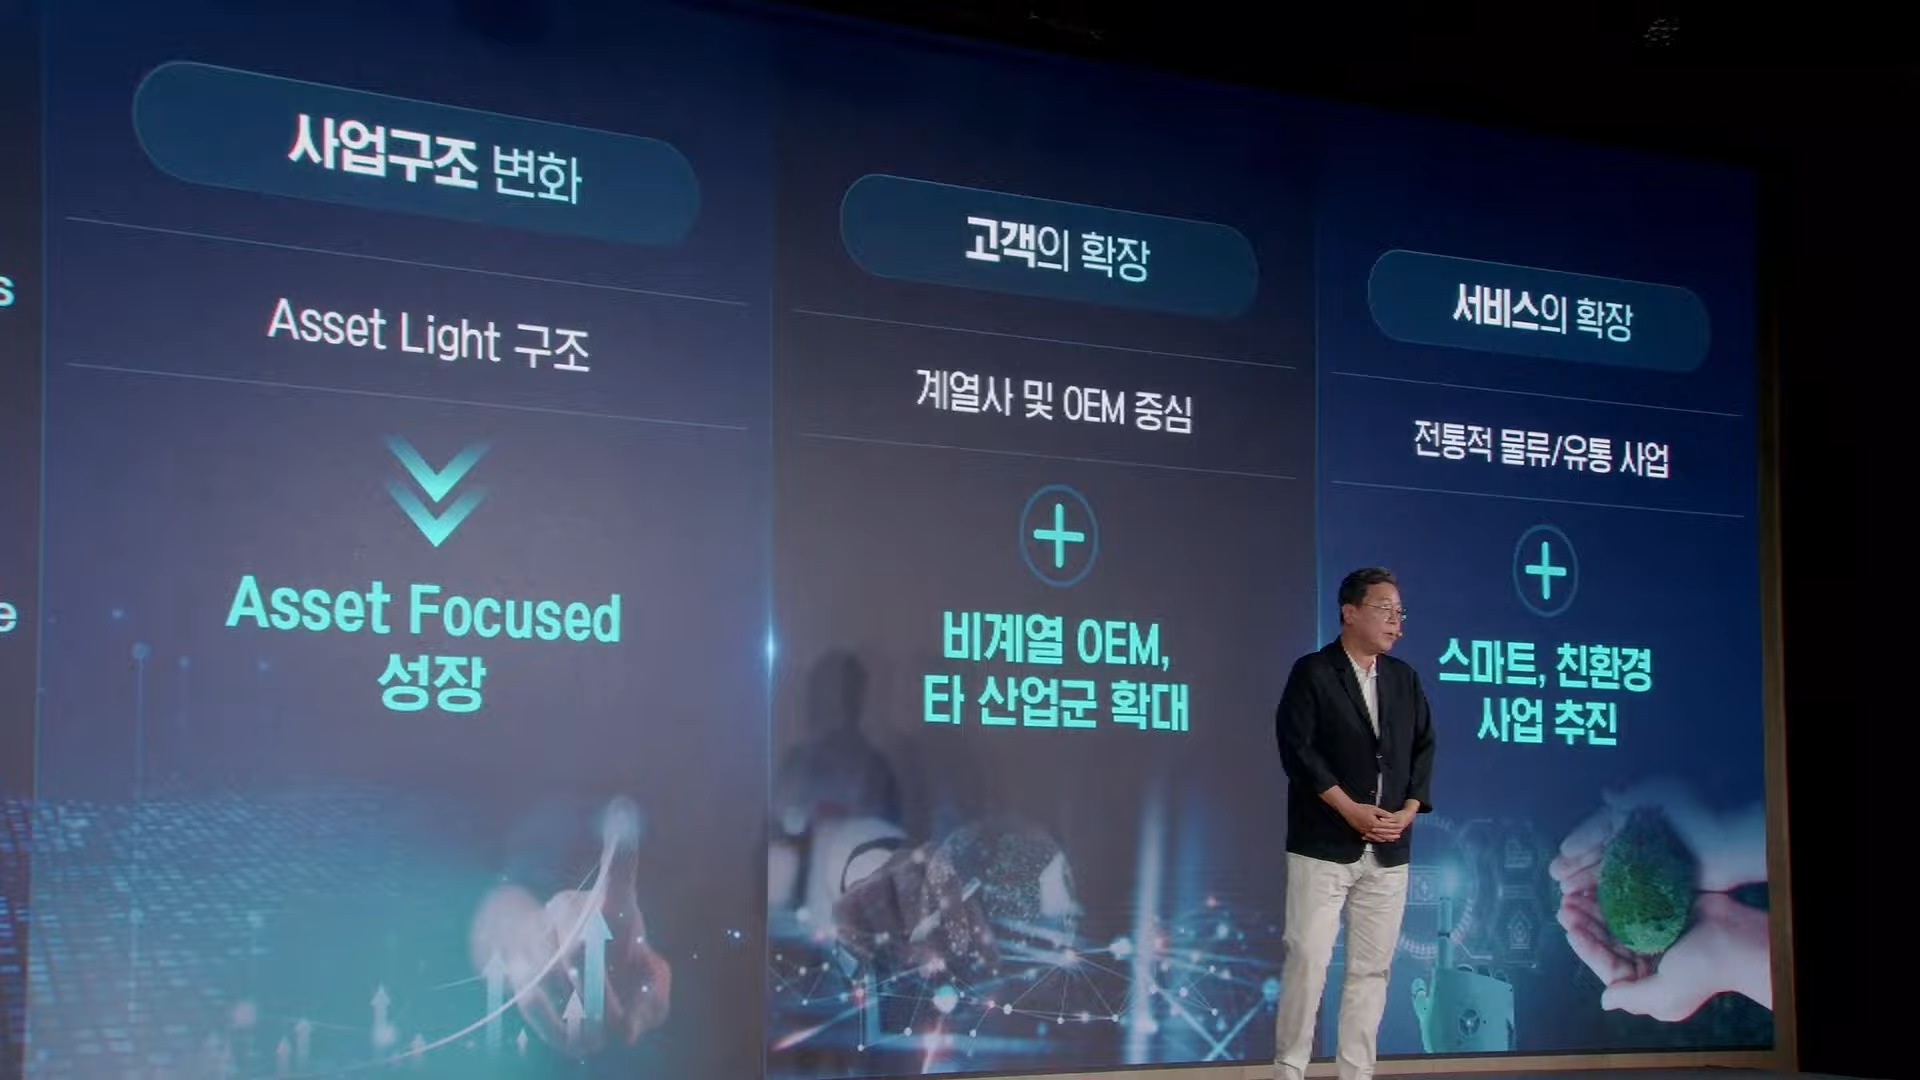 사업구조 변화
Asset Light 구조
Asset Focused
성장
고객의 확장
계열사 및 OEM 중심
비계열 OEM,
타 산업군 확대
서비스의 확장
전통적 물류/유통 사업
스마트, 친환경
사업 추진